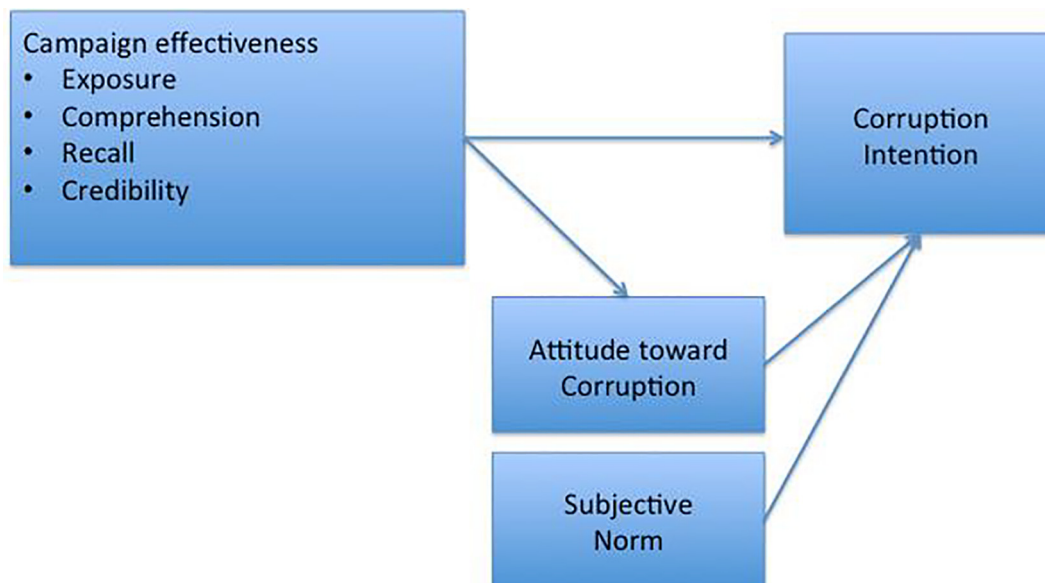 Campaign effectiveness
• Exposure
• Comprehension
• Recall
• Credibility
Corruption
Intention
Attitude toward
Corruption
Subjective
Norm